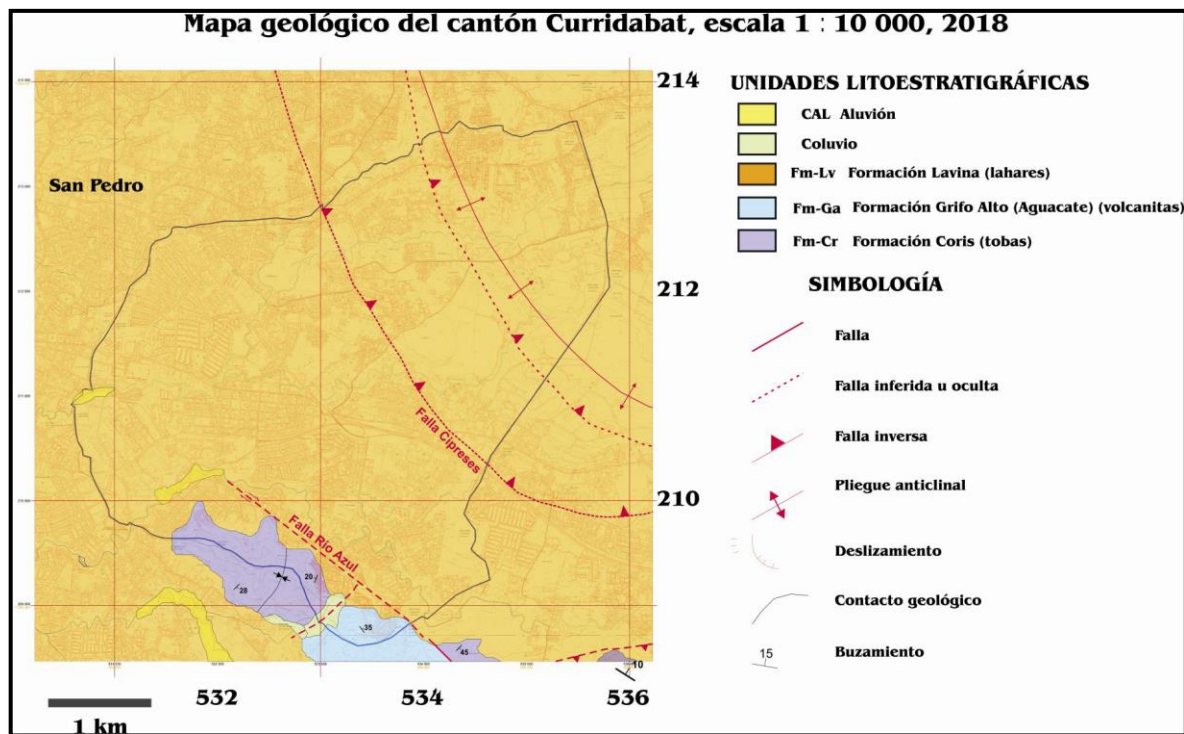 Mapa geológico del cantón Curridabat, escala 1 : 10 000, 2018
214
212
210
San Pedro
Falla Cipreses
Falla Río Azul
28
20
35
45
10
532
534
536
1 km
UNIDADES LITOESTRATIGRÁFICAS
CAL Aluvión
Coluvio
Fm-Lv Formación Lavina (lahares)
Fm-Ga Formación Grifo Alto (Aguacate) (volcanitas)
Fm-Cr Formación Coris (tobas)
SIMBOLOGÍA
Falla
Falla inferida u oculta
Falla inversa
Pliegue anticlinal
Deslizamiento
Contacto geológico
15
Buzamiento